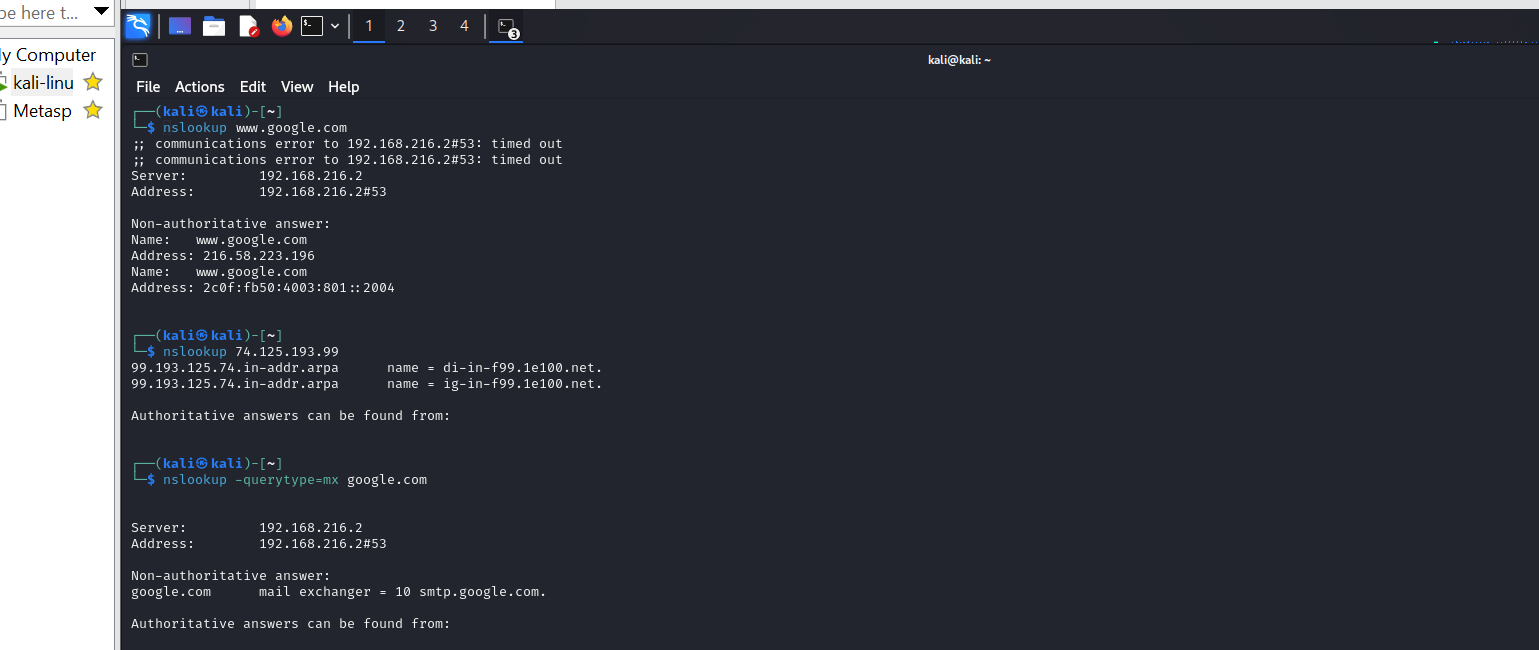 pe here t...
ly Computer
kali-linu
Metasp
1 2 3 4 3
kali@kali: ~
File Actions Edit View Help
┌──(kali㉿kali)-[~]
└─$ nslookup www.google.com
;; communications error to 192.168.216.2#53: timed out
;; communications error to 192.168.216.2#53: timed out
Server: 192.168.216.2
Address: 192.168.216.2#53
Non-authoritative answer:
Name: www.google.com
Address: 216.58.223.196
Name: www.google.com
Address: 2c0f:fb50:4003:801::2004
┌──(kali㉿kali)-[~]
└─$ nslookup 74.125.193.99
99.193.125.74.in-addr.arpa name = di-in-f99.1e100.net.
99.193.125.74.in-addr.arpa name = ig-in-f99.1e100.net.
Authoritative answers can be found from:
┌──(kali㉿kali)-[~]
└─$ nslookup -querytype=mx google.com
Server: 192.168.216.2
Address: 192.168.216.2#53
Non-authoritative answer:
google.com mail exchanger = 10 smtp.google.com.
Authoritative answers can be found from: